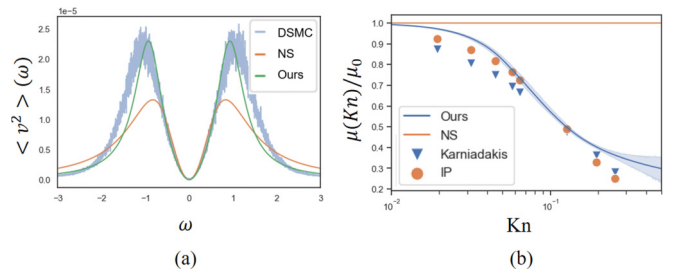 1e-5
< v² > (ω)
2.5
2.0
1.5
1.0
0.5
0.0
DSMC
NS
Ours
-3 -2 -1 0 1 2 3
ω
(a)
μ(Kn)/μ₀
1.0
0.9
0.8
0.7
0.6
0.5
0.4
0.3
0.2
Ours
NS
Karniadakis
IP
10⁻² 10⁻¹
Kn
(b)